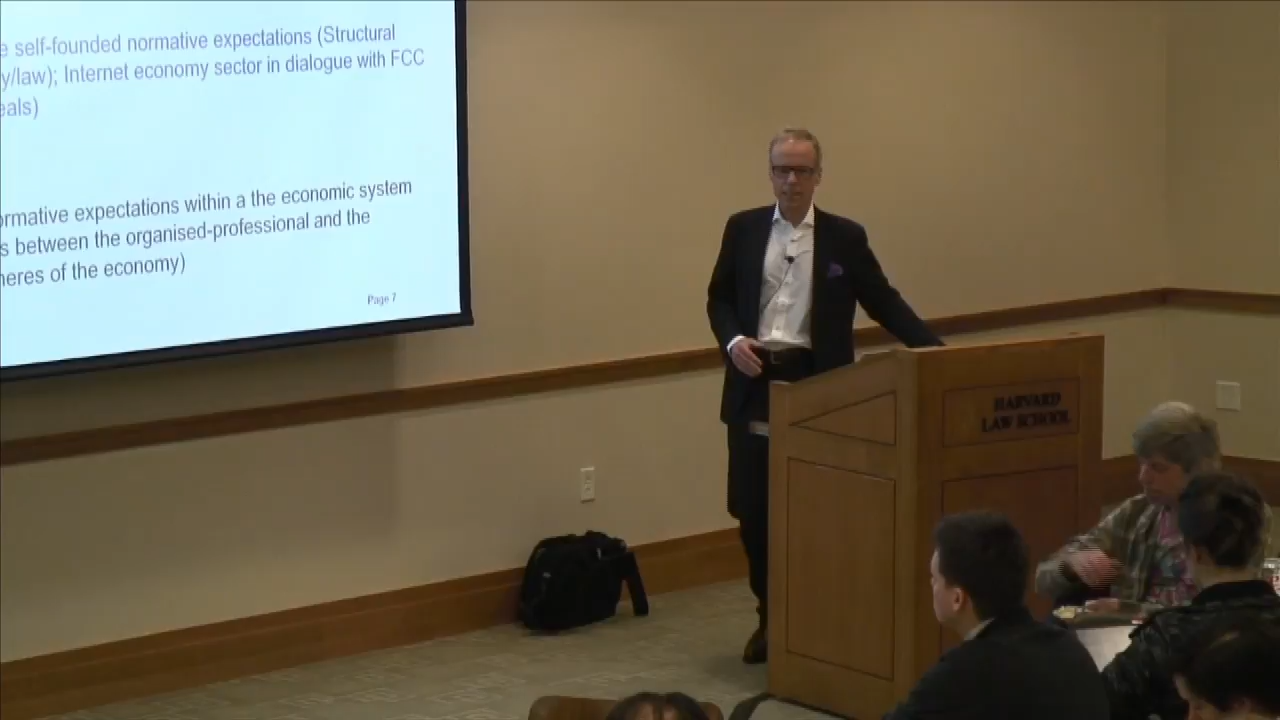 e self-founded normative expectations (Structural
y/law); Internet economy sector in dialogue with FCC
eals)
ormative expectations within a the economic system
s between the organised-professional and the
heres of the economy)
Page 7
HARVARD
LAW SCHOOL